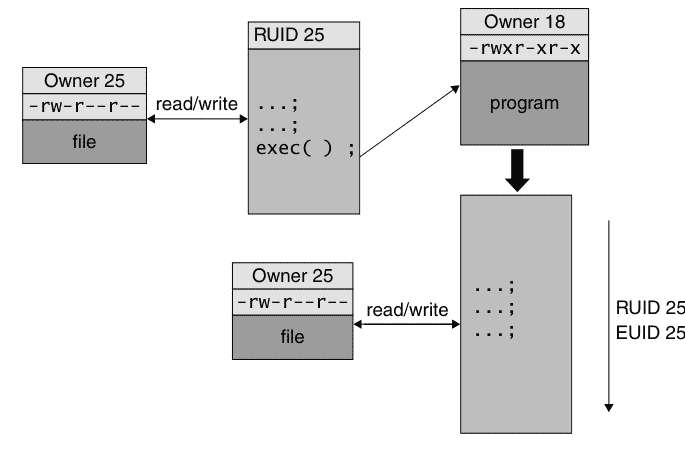 RUID 25
...;
...;
exec( ) ;
Owner 18
-rwxr-xr-x
program
Owner 25
-rw-r--r--
file
read/write
Owner 25
-rw-r--r--
file
read/write
...;
...;
...;
RUID 25
EUID 25